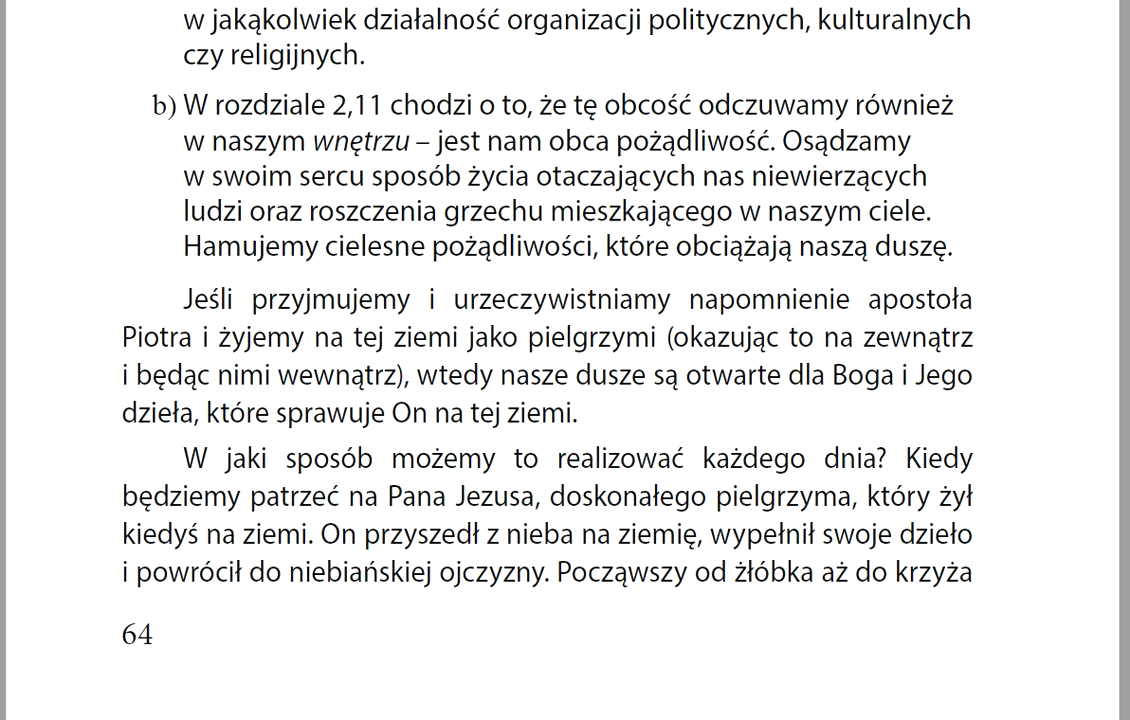 w jakąkolwiek działalność organizacji politycznych, kulturalnych
czy religijnych.
b) W rozdziale 2,11 chodzi o to, że tę obcość odczuwamy również
w naszym wnętrzu – jest nam obca pożądliwość. Osądzamy
w swoim sercu sposób życia otaczających nas niewierzących
ludzi oraz roszczenia grzechu mieszkającego w naszym ciele.
Hamujemy cielesne pożądliwości, które obciążają naszą duszę.
Jeśli przyjmujemy i urzeczywistniamy napomnienie apostoła
Piotra i żyjemy na tej ziemi jako pielgrzymi (okazując to na zewnątrz
i będąc nimi wewnątrz), wtedy nasze dusze są otwarte dla Boga i Jego
dzieła, które sprawuje On na tej ziemi.
W jaki sposób możemy to realizować każdego dnia? Kiedy
będziemy patrzeć na Pana Jezusa, doskonałego pielgrzyma, który żył
kiedyś na ziemi. On przyszedł z nieba na ziemię, wypełnił swoje dzieło
i powrócił do niebiańskiej ojczyzny. Począwszy od żłóbka aż do krzyża
64